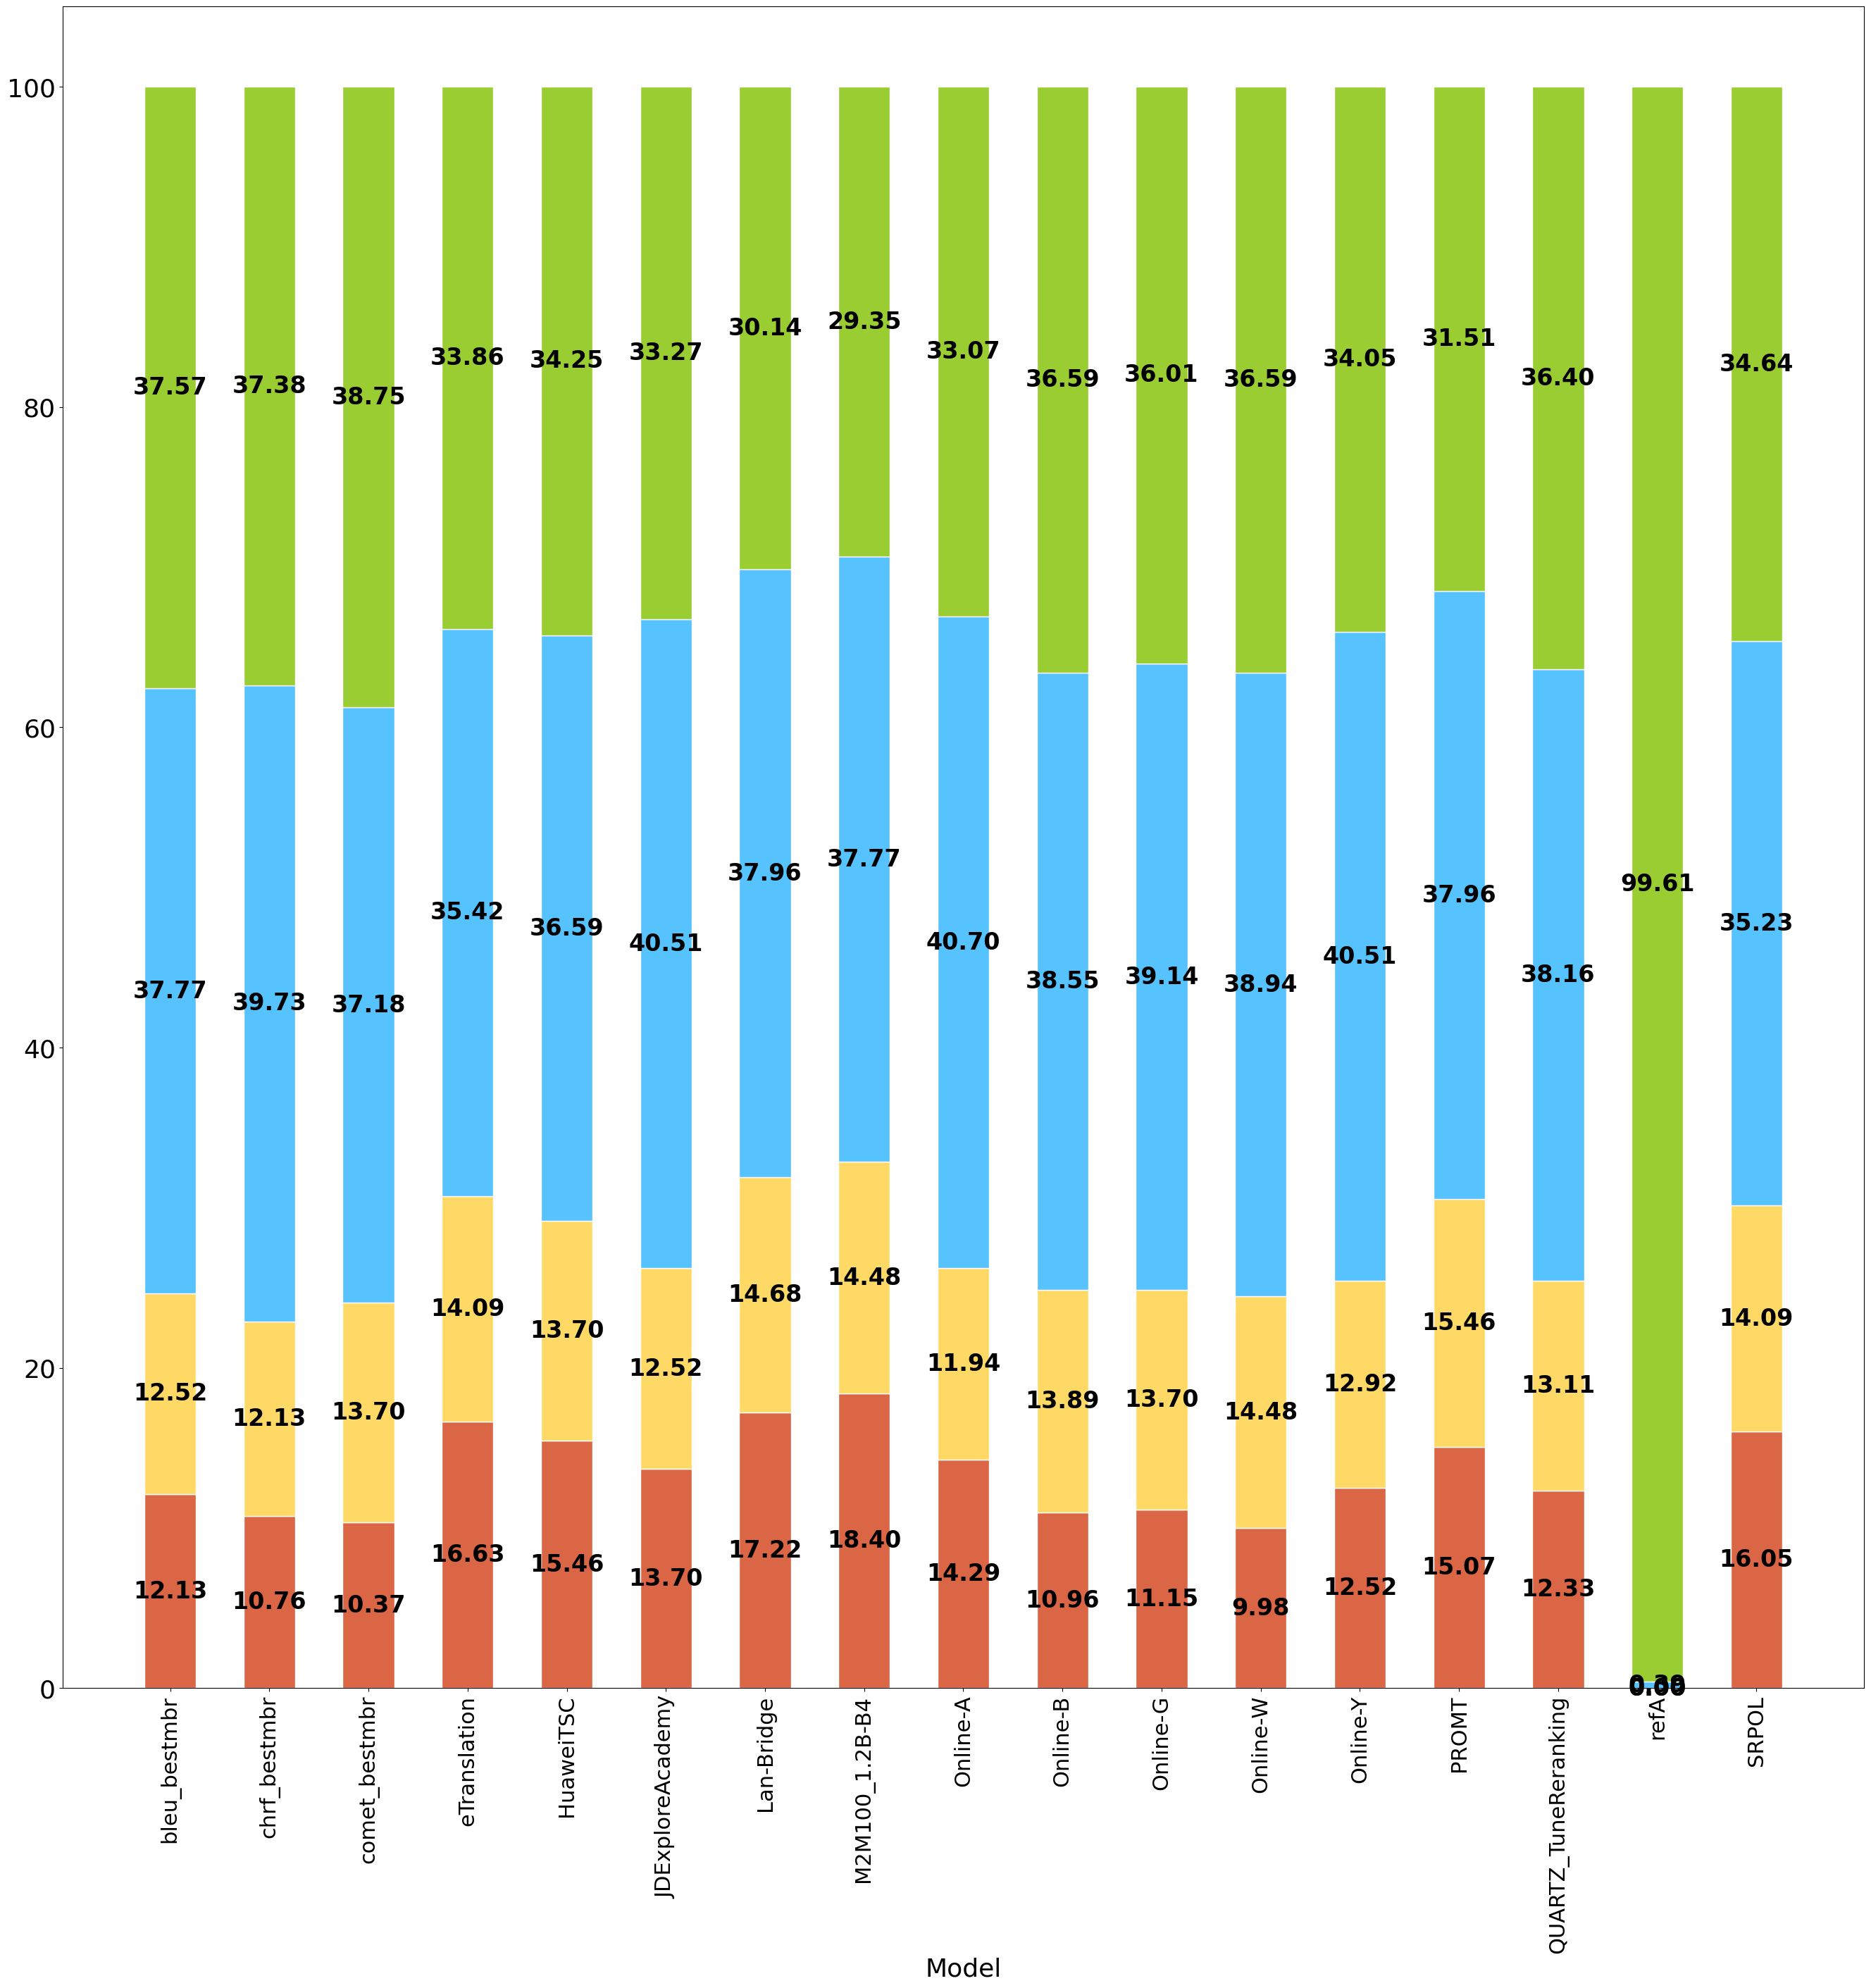 100
80
60
40
20
0
37.57 37.38 38.75 33.86 34.25 33.27 30.14 29.35 33.07 36.59 36.01 36.59 34.05 31.51 36.40 99.61 34.64
37.77 39.73 37.18 35.42 36.59 40.51 37.96 37.77 40.70 38.55 39.14 38.94 40.51 37.96 38.16 35.23
12.52 12.13 13.70 14.09 13.70 12.52 14.68 14.48 11.94 13.89 13.70 14.48 12.92 15.46 13.11 14.09
12.13 10.76 10.37 16.63 15.46 13.70 17.22 18.40 14.29 10.96 11.15 9.98 12.52 15.07 12.33 16.05
bleu_bestmbr
chrf_bestmbr
comet_bestmbr
eTranslation
HuaweiTSC
JDExploreAcademy
Lan-Bridge
M2M100_1.2B-B4
Online-A
Online-B
Online-G
Online-W
Online-Y
PROMT
QUARTZ_TuneReranking
refA
SRPOL
Model